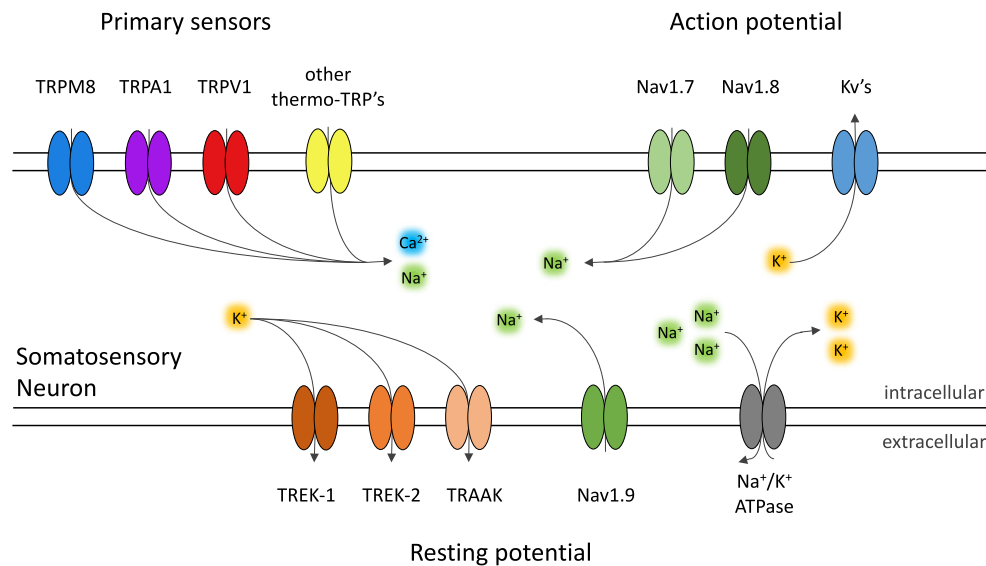 Primary sensors
Action potential
TRPM8
TRPA1
TRPV1
other
thermo-TRP's
Nav1.7
Nav1.8
Kv's
Ca²⁺
Na⁺
Na⁺
K⁺
K⁺
Na⁺
Na⁺
Na⁺
Na⁺
K⁺
K⁺
Somatosensory
Neuron
intracellular
extracellular
TREK-1
TREK-2
TRAAK
Nav1.9
Na⁺/K⁺
ATPase
Resting potential